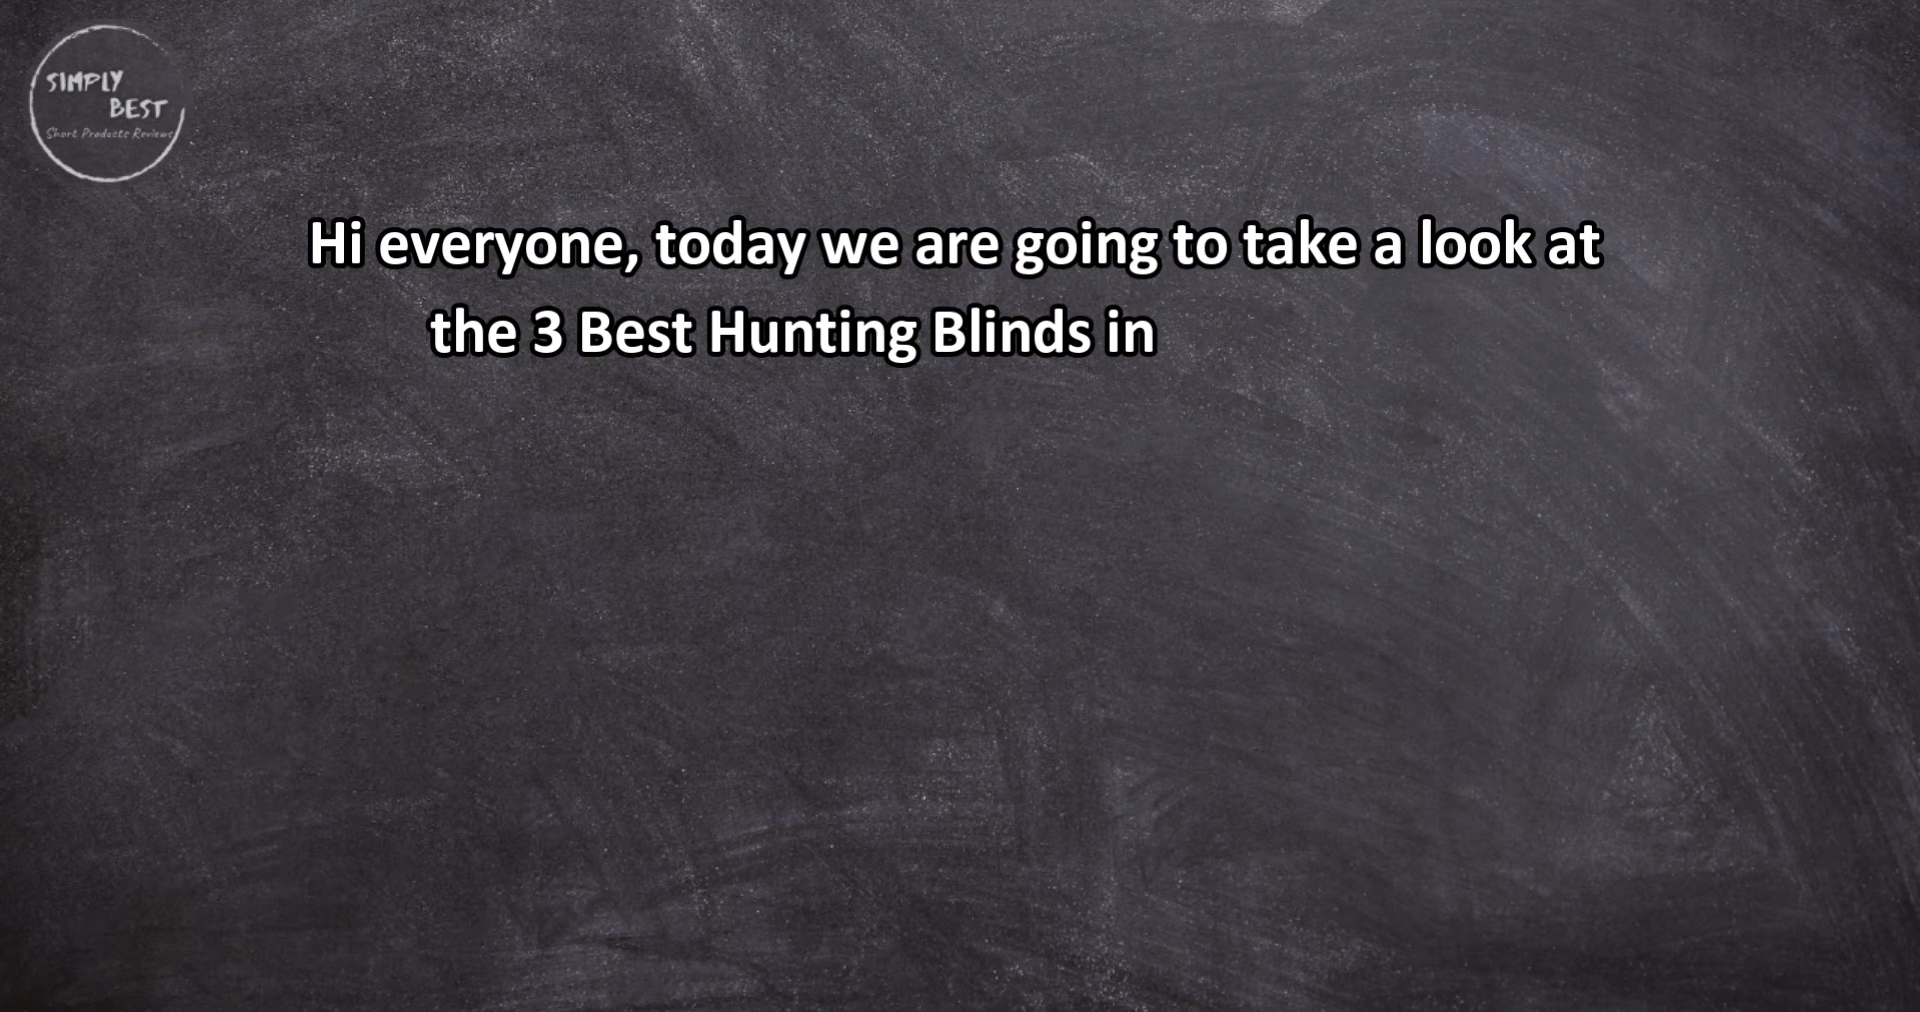 SIMPLY
BEST
Short Products Reviews
Hi everyone, today we are going to take a look at
the 3 Best Hunting Blinds in